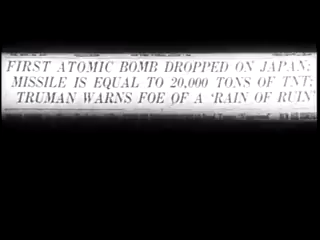 FIRST ATOMIC BOMB DROPPED ON JAPAN;
MISSILE IS EQUAL TO 20,000 TONS OF TNT;
TRUMAN WARNS FOE OF A 'RAIN OF RUIN'